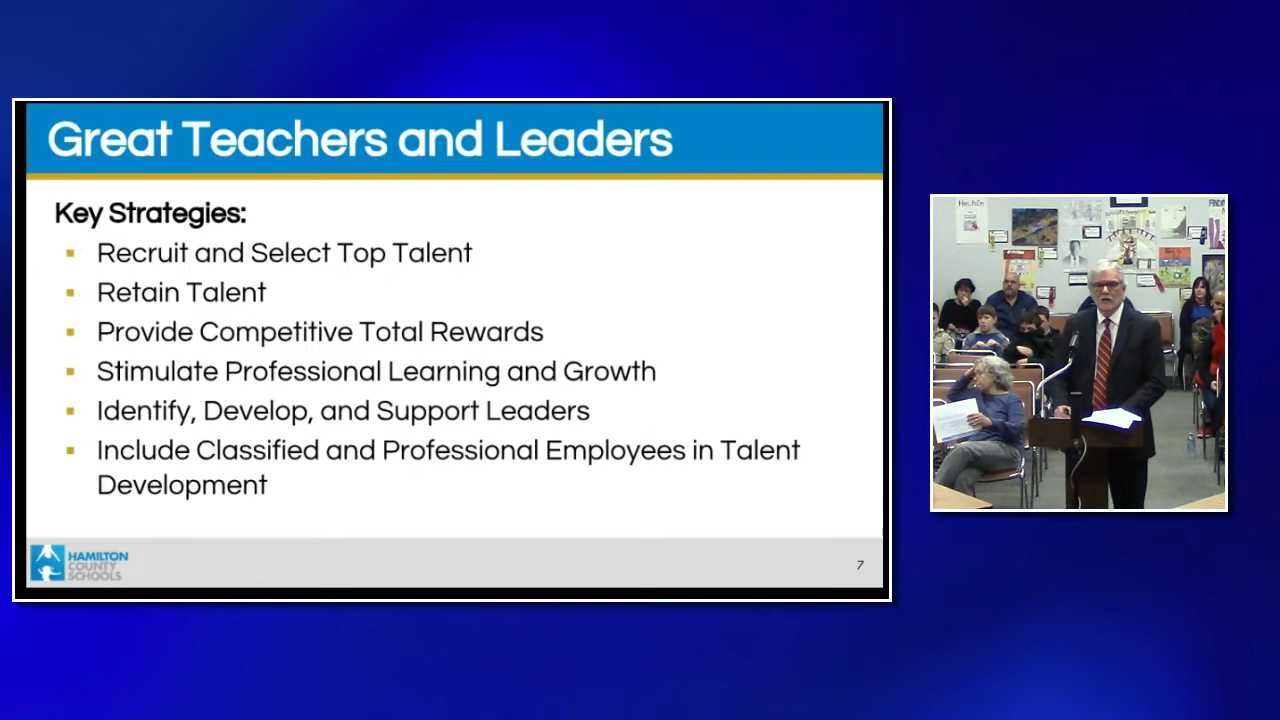 Great Teachers and Leaders
Key Strategies:
Recruit and Select Top Talent
Retain Talent
Provide Competitive Total Rewards
Stimulate Professional Learning and Growth
Identify, Develop, and Support Leaders
Include Classified and Professional Employees in Talent
Development
HAMILTON
COUNTY
SCHOOLS
7